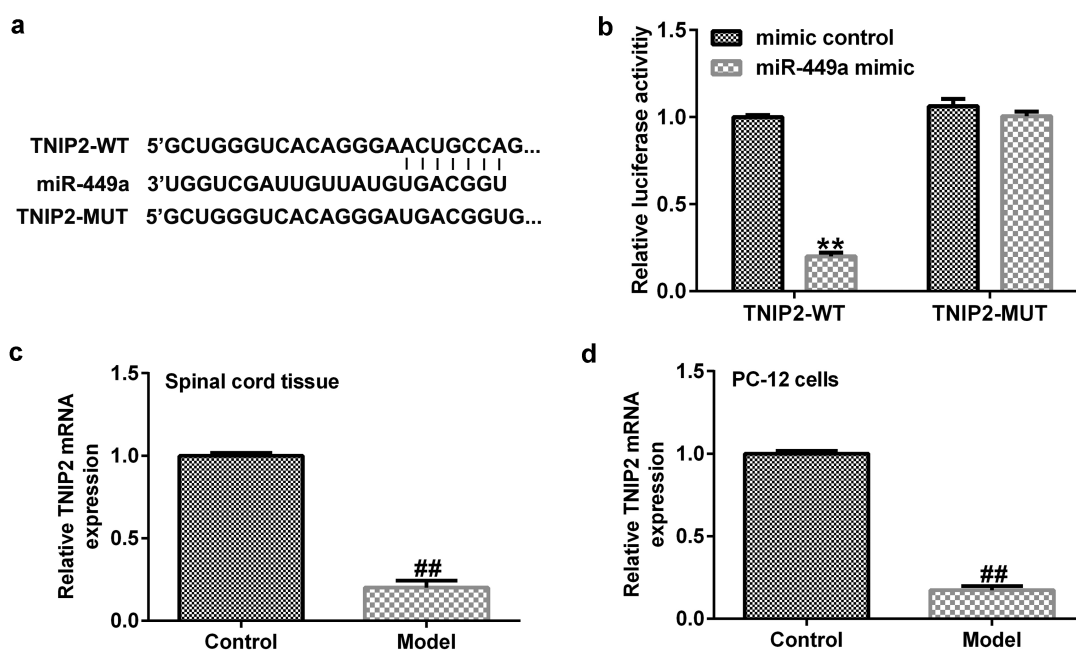 a
TNIP2-WT 5’GCUGGGUCACAGGGAACUGCCAG...
miR-449a 3’UGGUCGAUUGUUAUGUGACGGU
TNIP2-MUT 5’GCUGGGUCACAGGGAUGACGGUG...
b
Relative luciferase activitiy
1.5
1.0
0.5
0.0
mimic control
miR-449a mimic
**
TNIP2-WT TNIP2-MUT
c
Relative TNIP2 mRNA
expression
1.5
1.0
0.5
0.0
Spinal cord tissue
##
Control Model
d
Relative TNIP2 mRNA
expression
1.5
1.0
0.5
0.0
PC-12 cells
##
Control Model